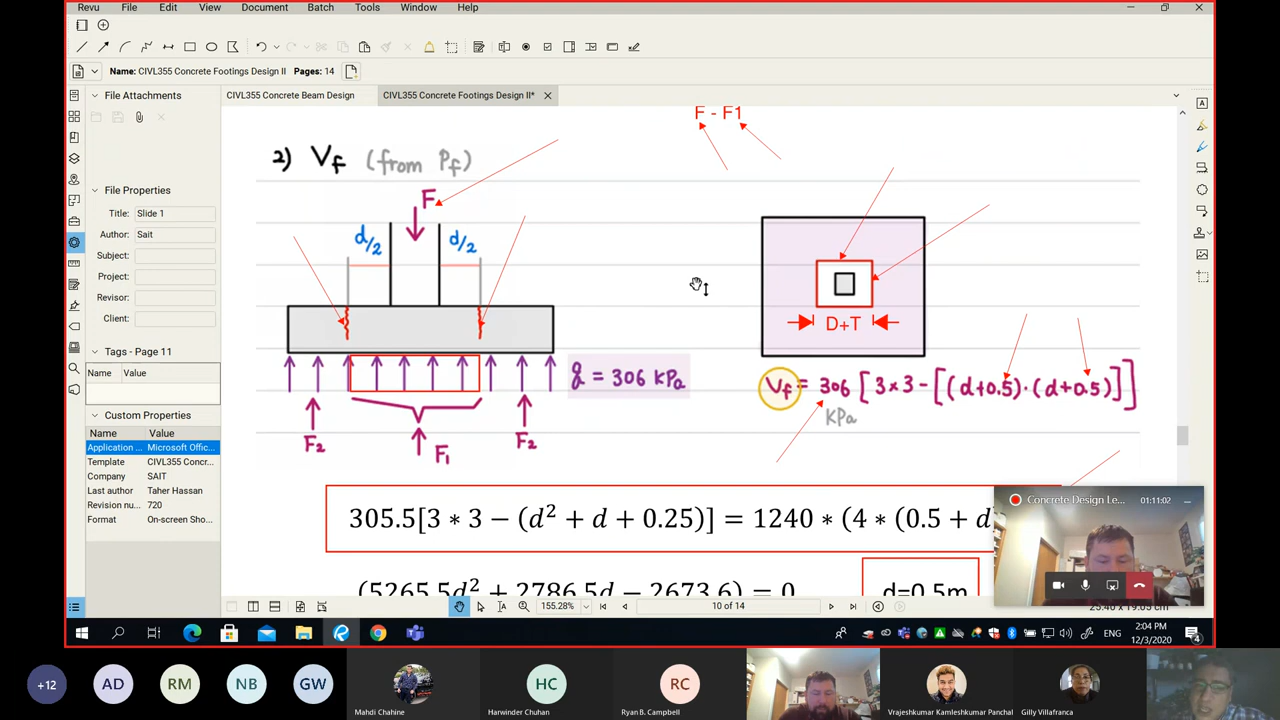 Revu File Edit View Document Batch Tools Window Help
Name: CIVL355 Concrete Footings Design II Pages: 14
File Attachments
CIVL355 Concrete Beam Design
CIVL355 Concrete Footings Design II*
File Properties
Title: Slide 1
Author: Sait
Subject:
Project:
Revisor:
Client:
Tags - Page 11
Name Value
Custom Properties
Name Value
Application ... Microsoft Offic...
Template CIVL355 Concr...
Company SAIT
Last author Taher Hassan
Revision nu... 720
Format On-screen Sho...
F - F1
2) Vf (from Pf)
F
d/2 d/2
D+T
q = 306 kPa
Vf = 306 [3×3 - [(d+0.5)·(d+0.5)]]
kPa
F2 F1 F2
305.5[3 ∗ 3 − (d² + d + 0.25)] = 1240 ∗ (4 ∗ (0.5 + d
(5265.5d² + 2786.5d − 2673.6) = 0
d=0.5m
Concrete Design Le... 01:11:02
155.28%
10 of 14
25.40 x 19.05 cm
ENG
2:04 PM
12/3/2020
4
+12 AD RM NB GW HC RC
Mahdi Chahine
Harwinder Chuhan
Ryan B. Campbell
Vrajeshkumar Kamleshkumar Panchal
Gilly Villafranca